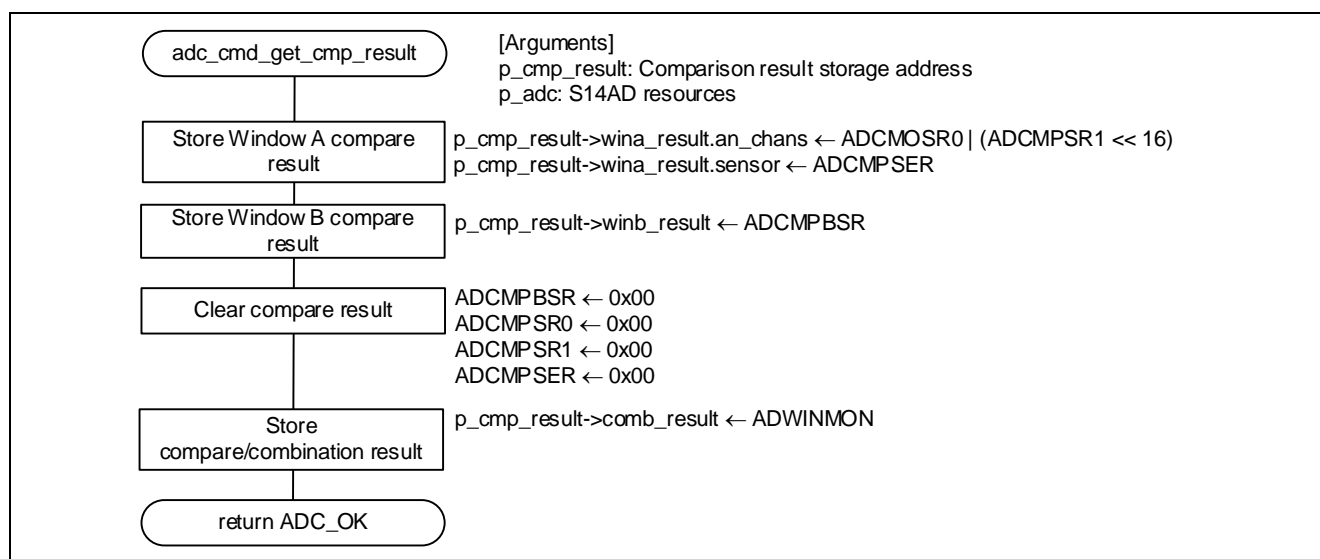 adc_cmd_get_cmp_result
[Arguments]
p_cmp_result: Comparison result storage address
p_adc: S14AD resources
Store Window A compare
result
p_cmp_result->wina_result.an_chans ← ADCMOSR0 | (ADCMPSR1 << 16)
p_cmp_result->wina_result.sensor ← ADCMPSER
Store Window B compare
result
p_cmp_result->winb_result ← ADCMPBSR
Clear compare result
ADCMPBSR ← 0x00
ADCMPSR0 ← 0x00
ADCMPSR1 ← 0x00
ADCMPSER ← 0x00
Store
compare/combination result
p_cmp_result->comb_result ← ADWINMON
return ADC_OK